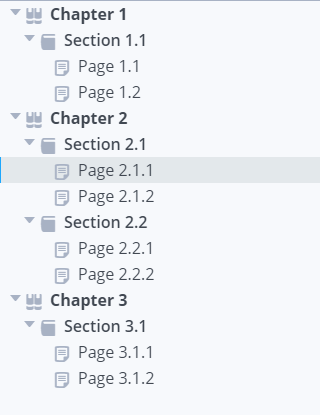 Chapter 1
Section 1.1
Page 1.1
Page 1.2
Chapter 2
Section 2.1
Page 2.1.1
Page 2.1.2
Section 2.2
Page 2.2.1
Page 2.2.2
Chapter 3
Section 3.1
Page 3.1.1
Page 3.1.2